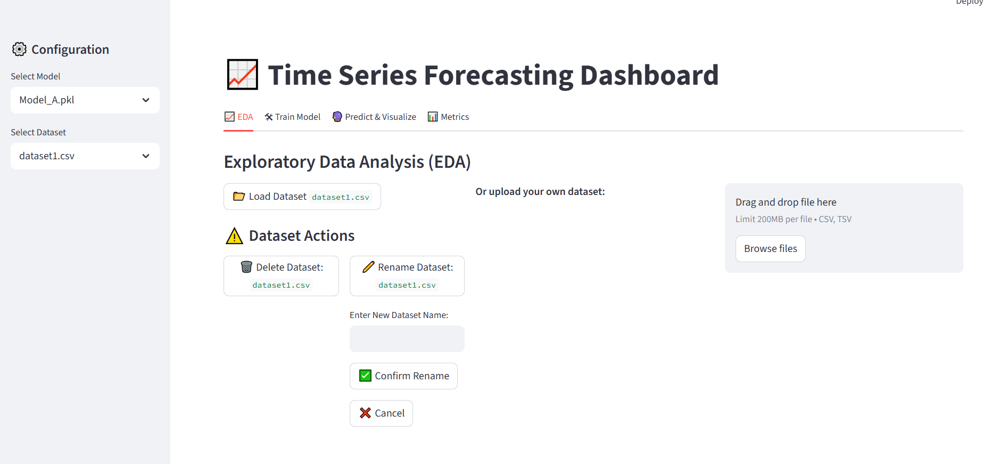 Deploy
Configuration
Select Model
Model_A.pkl
Select Dataset
dataset1.csv
Time Series Forecasting Dashboard
EDA
Train Model
Predict & Visualize
Metrics
Exploratory Data Analysis (EDA)
Load Dataset dataset1.csv
Or upload your own dataset:
Drag and drop file here
Limit 200MB per file • CSV, TSV
Browse files
Dataset Actions
Delete Dataset:
dataset1.csv
Rename Dataset:
dataset1.csv
Enter New Dataset Name:
Confirm Rename
Cancel